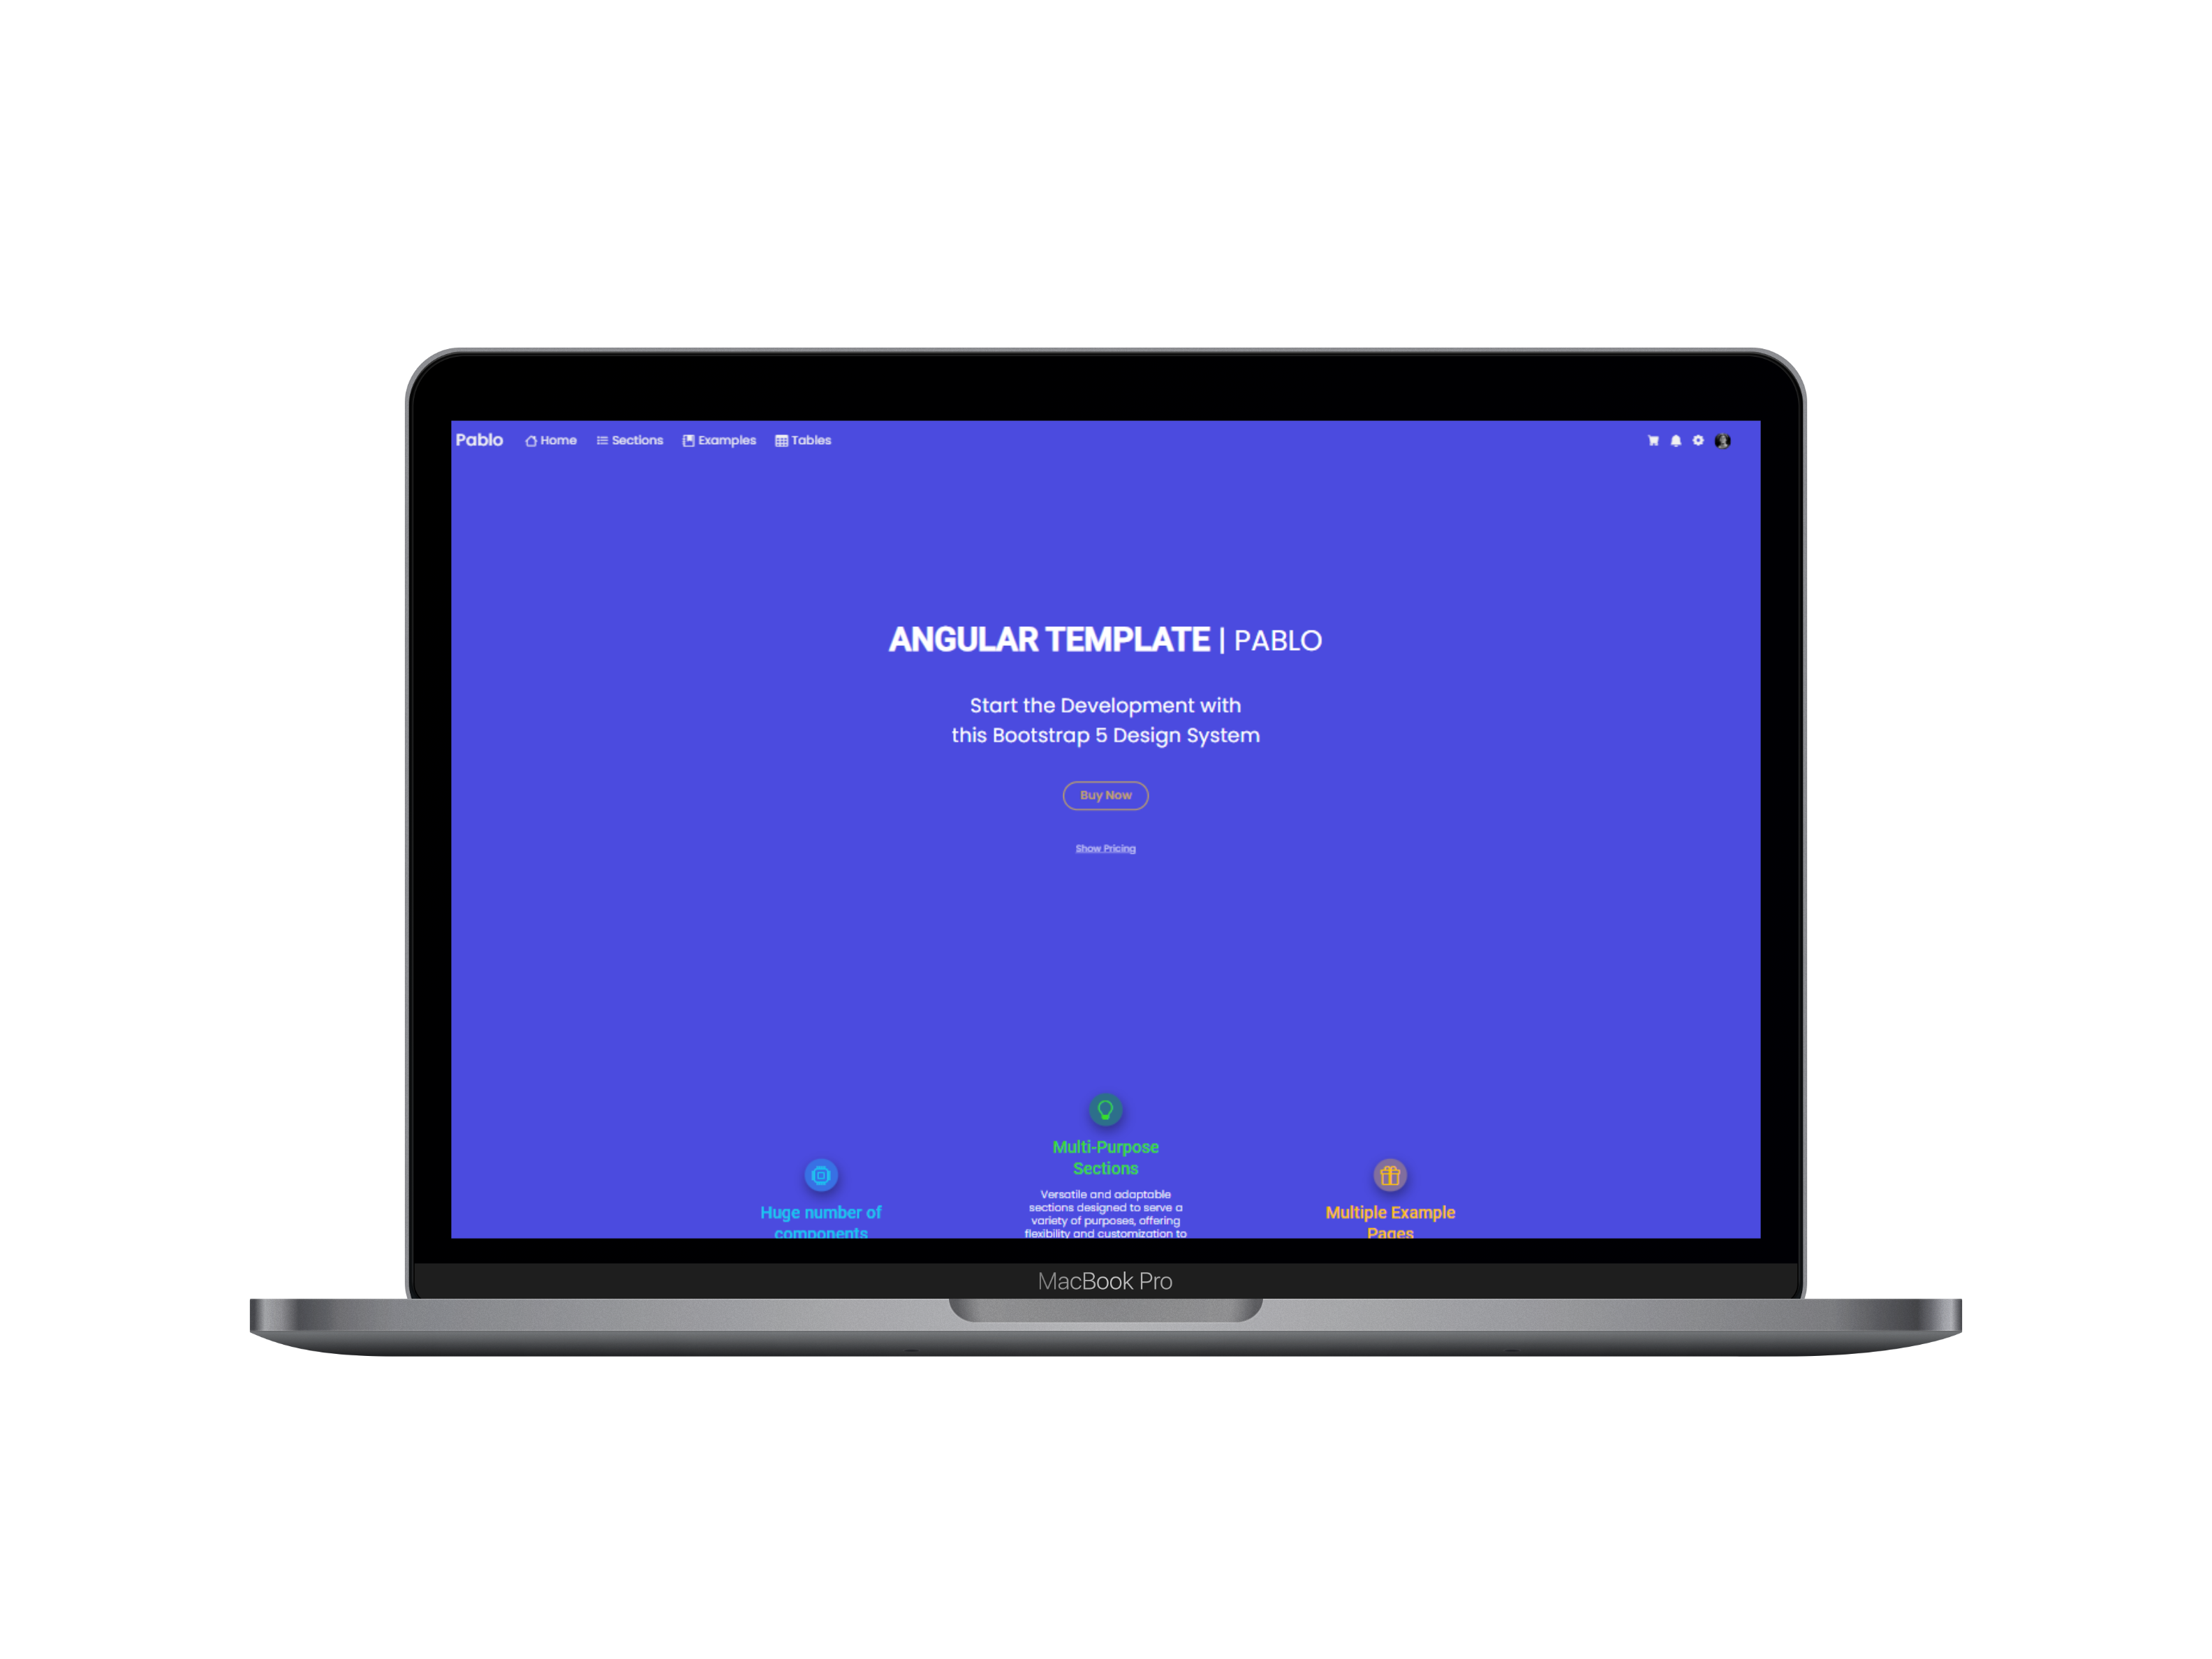 Pablo Home Sections Examples Tables
ANGULAR TEMPLATE | PABLO
Start the Development with
this Bootstrap 5 Design System
Buy Now
Show Pricing
Multi-Purpose
Sections
Versatile and adaptable
sections designed to serve a
variety of purposes, offering
flexibility and customization to
Huge number of
components
Multiple Example
Pages
MacBook Pro